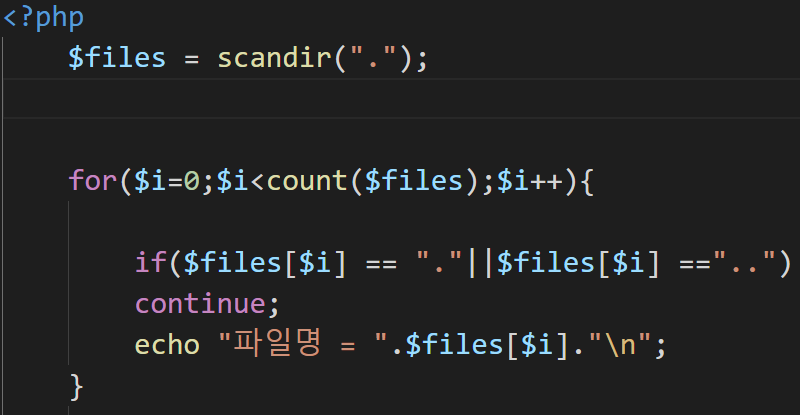 <?php
$files = scandir(".");
for($i=0;$i<count($files);$i++){
if($files[$i] == "."||$files[$i] =="..")
continue;
echo "파일명 = ".$files[$i]."\n";
}